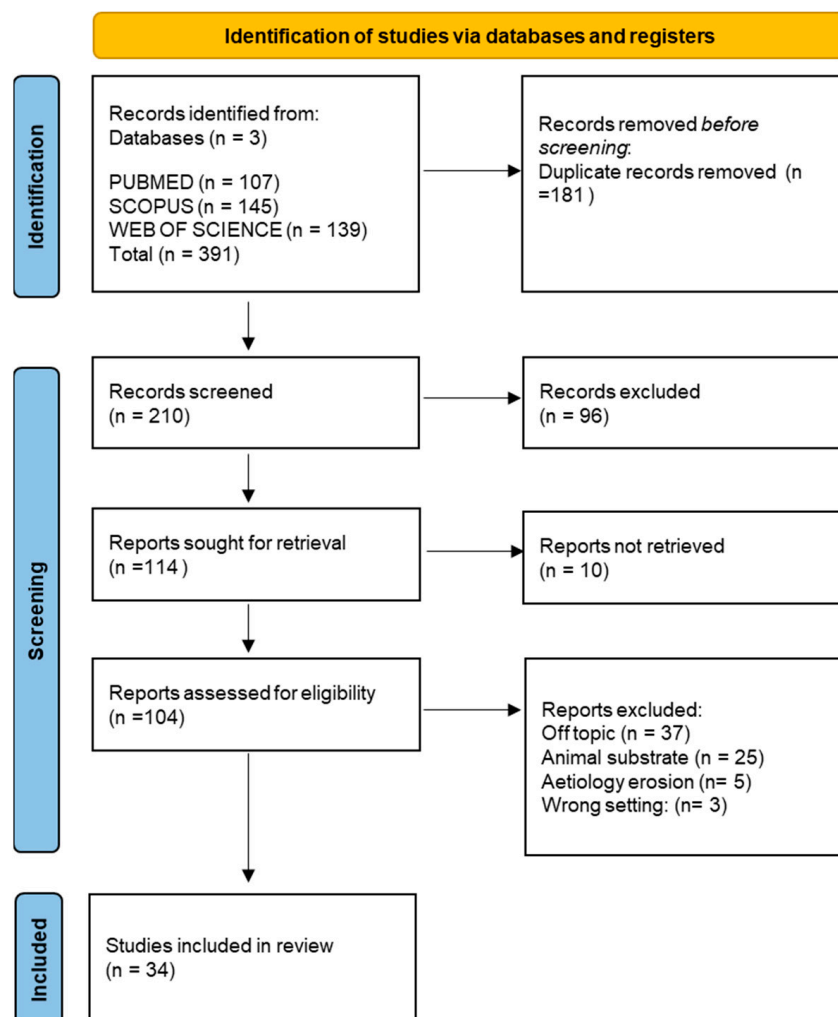 Identification of studies via databases and registers
Identification
Records identified from:
Databases (n = 3)
PUBMED (n = 107)
SCOPUS (n = 145)
WEB OF SCIENCE (n = 139)
Total (n = 391)
Records removed before
screening:
Duplicate records removed (n
=181 )
Screening
Records screened
(n = 210)
Records excluded
(n = 96)
Reports sought for retrieval
(n =114 )
Reports not retrieved
(n = 10)
Reports assessed for eligibility
(n =104)
Reports excluded:
Off topic (n = 37)
Animal substrate (n = 25)
Aetiology erosion (n= 5)
Wrong setting: (n= 3)
Included
Studies included in review
(n = 34)